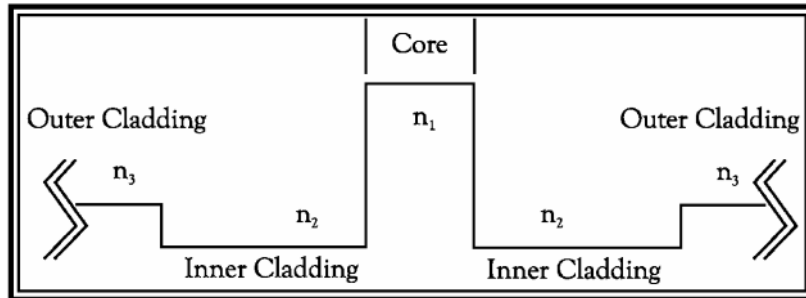 Core
Outer Cladding
n1
Outer Cladding
n3
n3
n2
n2
Inner Cladding
Inner Cladding